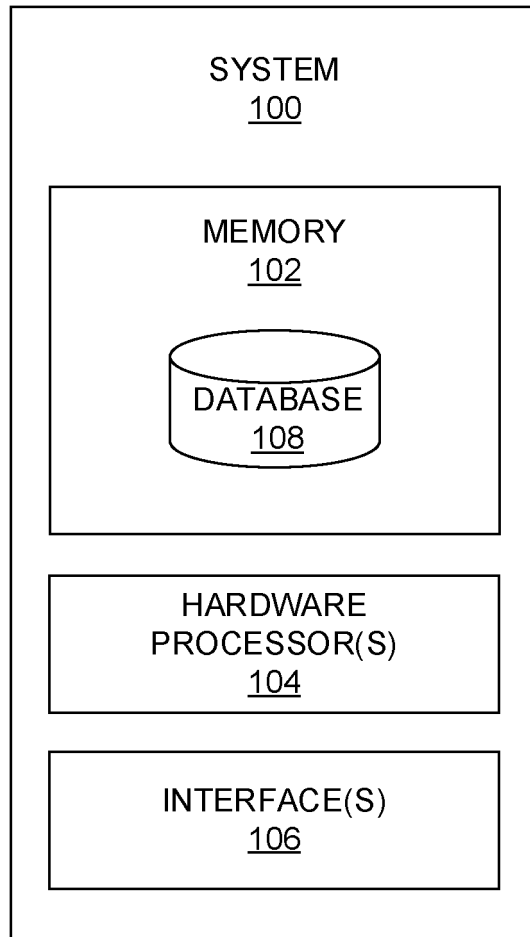 SYSTEM
100
MEMORY
102
DATABASE
108
HARDWARE
PROCESSOR(S)
104
INTERFACE(S)
106